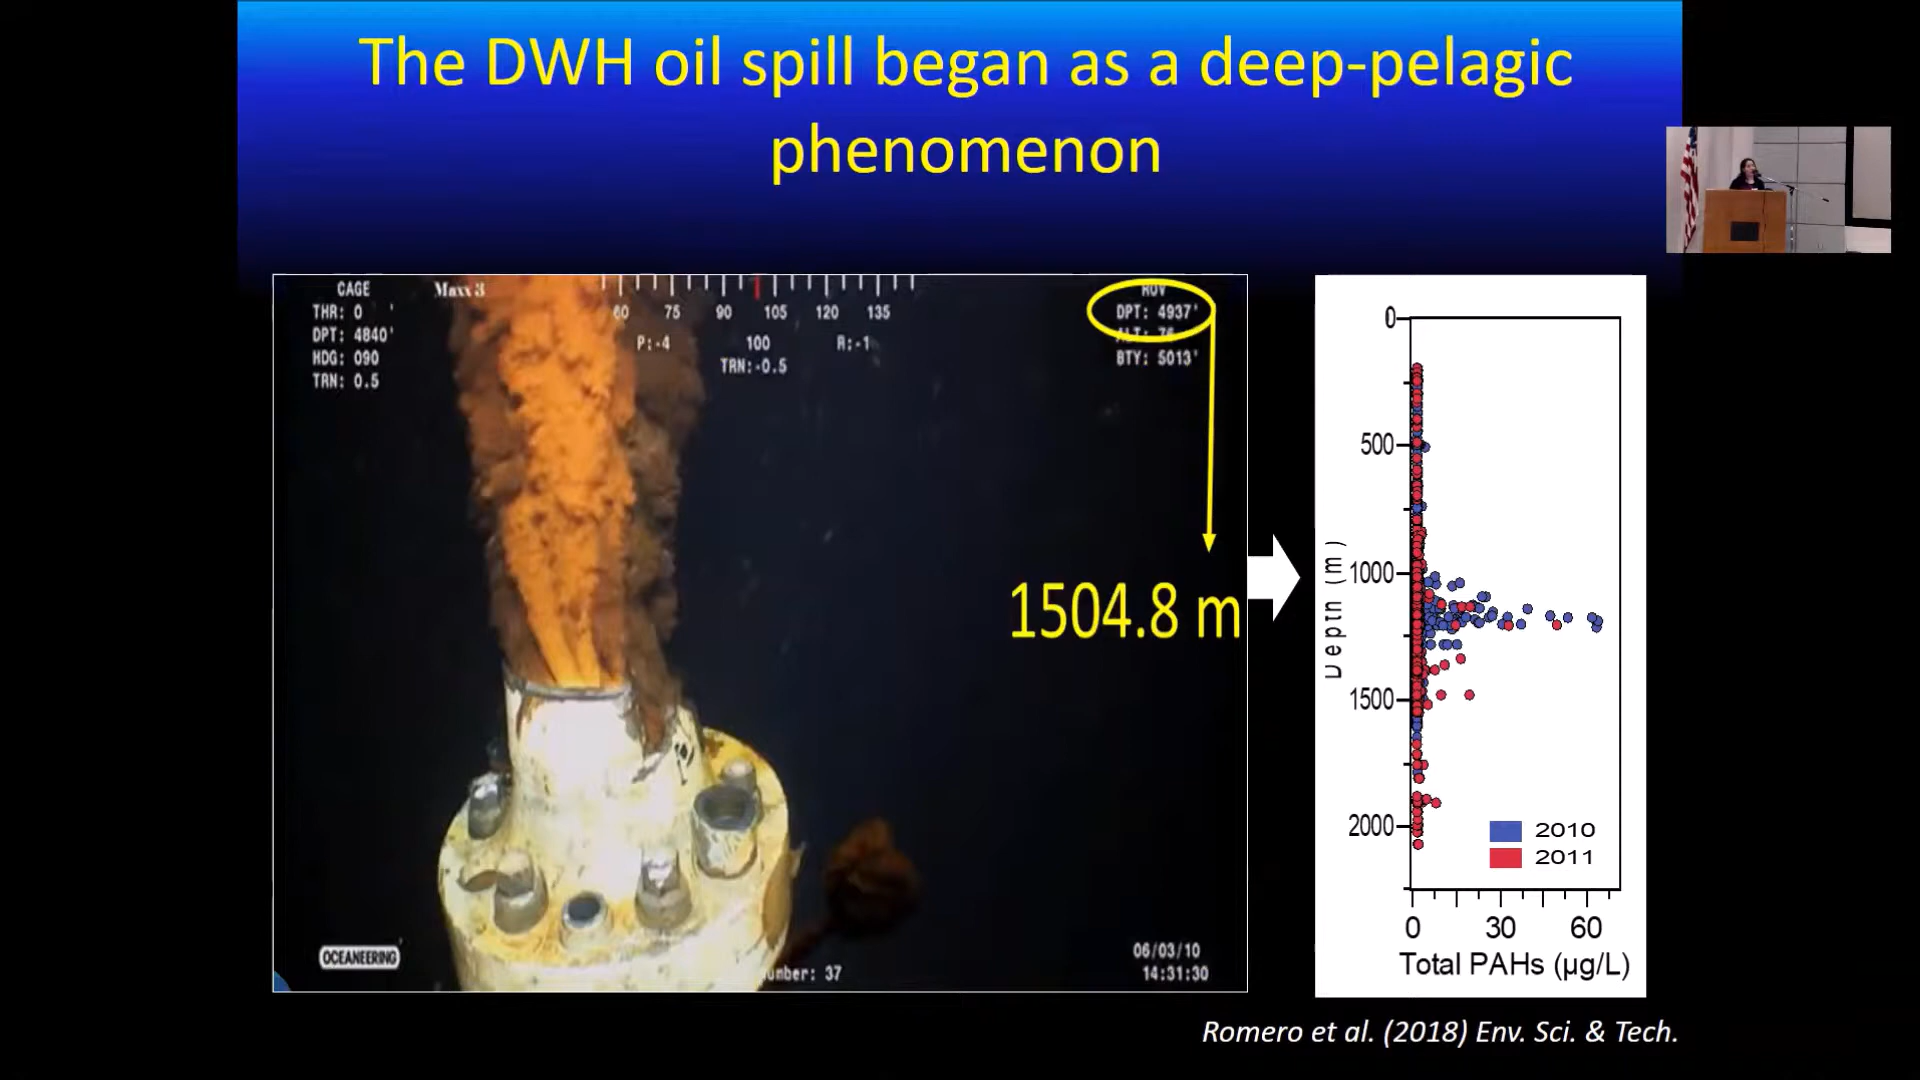 The DWH oil spill began as a deep-pelagic
phenomenon
CAGE
THR: 0 '
DPT: 4840'
HDG: 090
TRN: 0.5
Maxx3
60 75 90 105 120 135
P:-4 100 R:-1
TRN:-0.5
ROV
DPT: 4937'
BTY: 5013'
1504.8 m
OCEANEERING
06/03/10
14:31:30
37
0
500
1000
1500
2000
Depth (m)
2010
2011
0 30 60
Total PAHs (µg/L)
Romero et al. (2018) Env. Sci. & Tech.